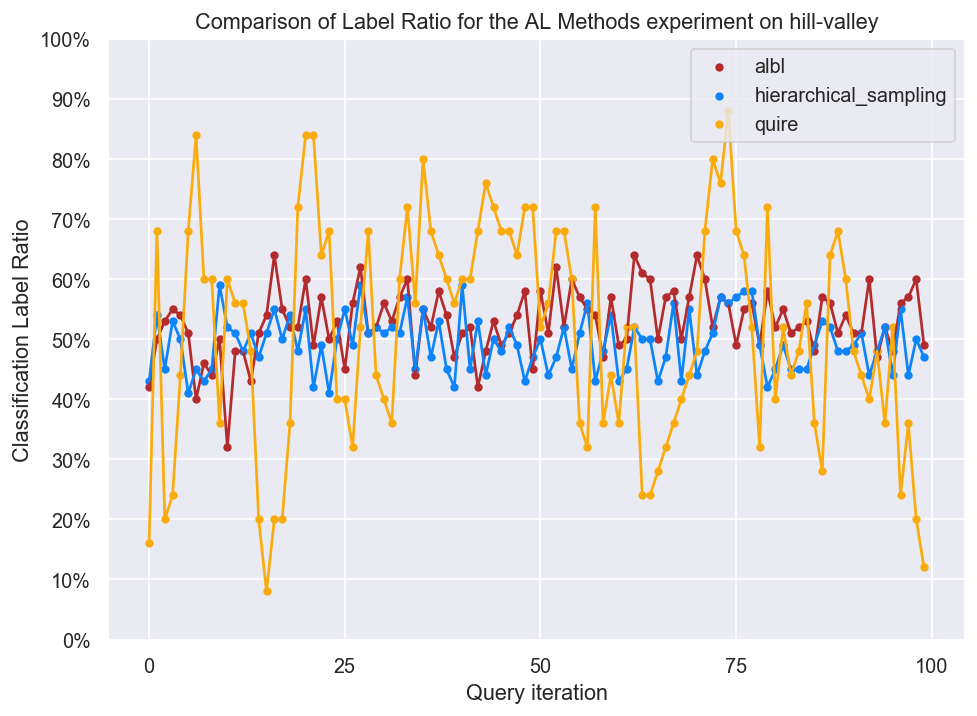 Comparison of Label Ratio for the AL Methods experiment on hill-valley
100%
90%
80%
70%
60%
50%
40%
30%
20%
10%
0%
Classification Label Ratio
albl
hierarchical_sampling
quire
0
25
50
75
100
Query iteration